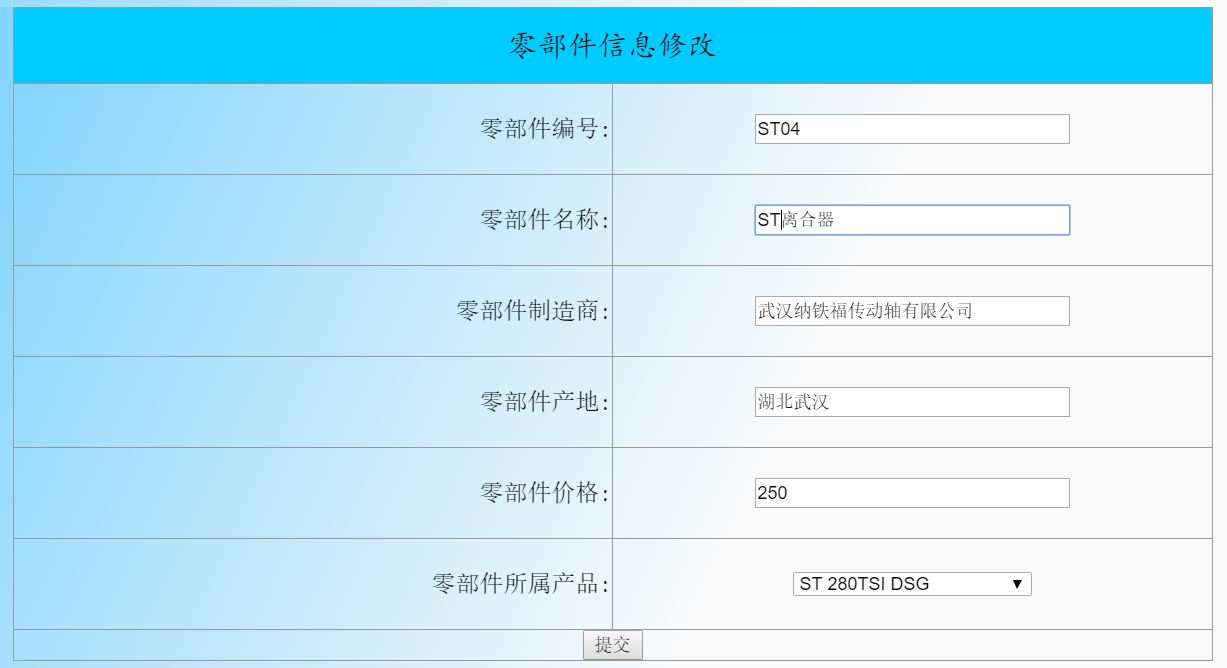 零部件信息修改
零部件编号: ST04
零部件名称: ST离合器
零部件制造商: 武汉纳铁福传动轴有限公司
零部件产地: 湖北武汉
零部件价格: 250
零部件所属产品: ST 280TSI DSG
提交